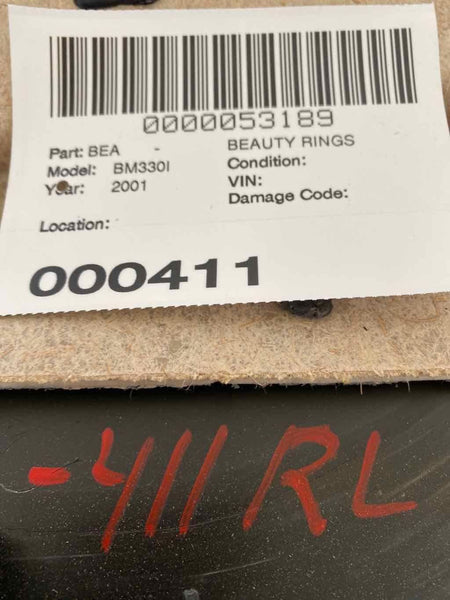 0000053189
Part: BEA - BEAUTY RINGS
Model: BM330I Condition:
Year: 2001 VIN:
Damage Code:
Location:
000411
-411 RL